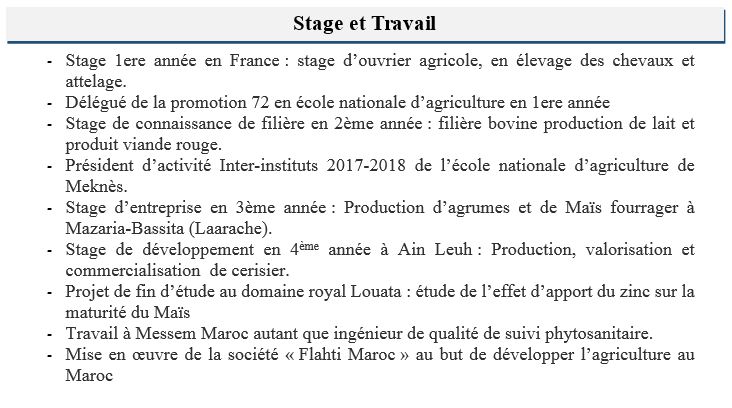 Stage et Travail
- Stage 1ere année en France : stage d’ouvrier agricole, en élevage des chevaux et
attelage.
- Délégué de la promotion 72 en école nationale d’agriculture en 1ere année
- Stage de connaissance de filière en 2ème année : filière bovine production de lait et
produit viande rouge.
- Président d’activité Inter-instituts 2017-2018 de l’école nationale d’agriculture de
Meknès.
- Stage d’entreprise en 3ème année : Production d’agrumes et de Maïs fourrager à
Mazaria-Bassita (Laarache).
- Stage de développement en 4ème année à Ain Leuh : Production, valorisation et
commercialisation de cerisier.
- Projet de fin d’étude au domaine royal Louata : étude de l’effet d’apport du zinc sur la
maturité du Maïs
- Travail à Messem Maroc autant que ingénieur de qualité de suivi phytosanitaire.
- Mise en œuvre de la société « Flahti Maroc » au but de développer l’agriculture au
Maroc